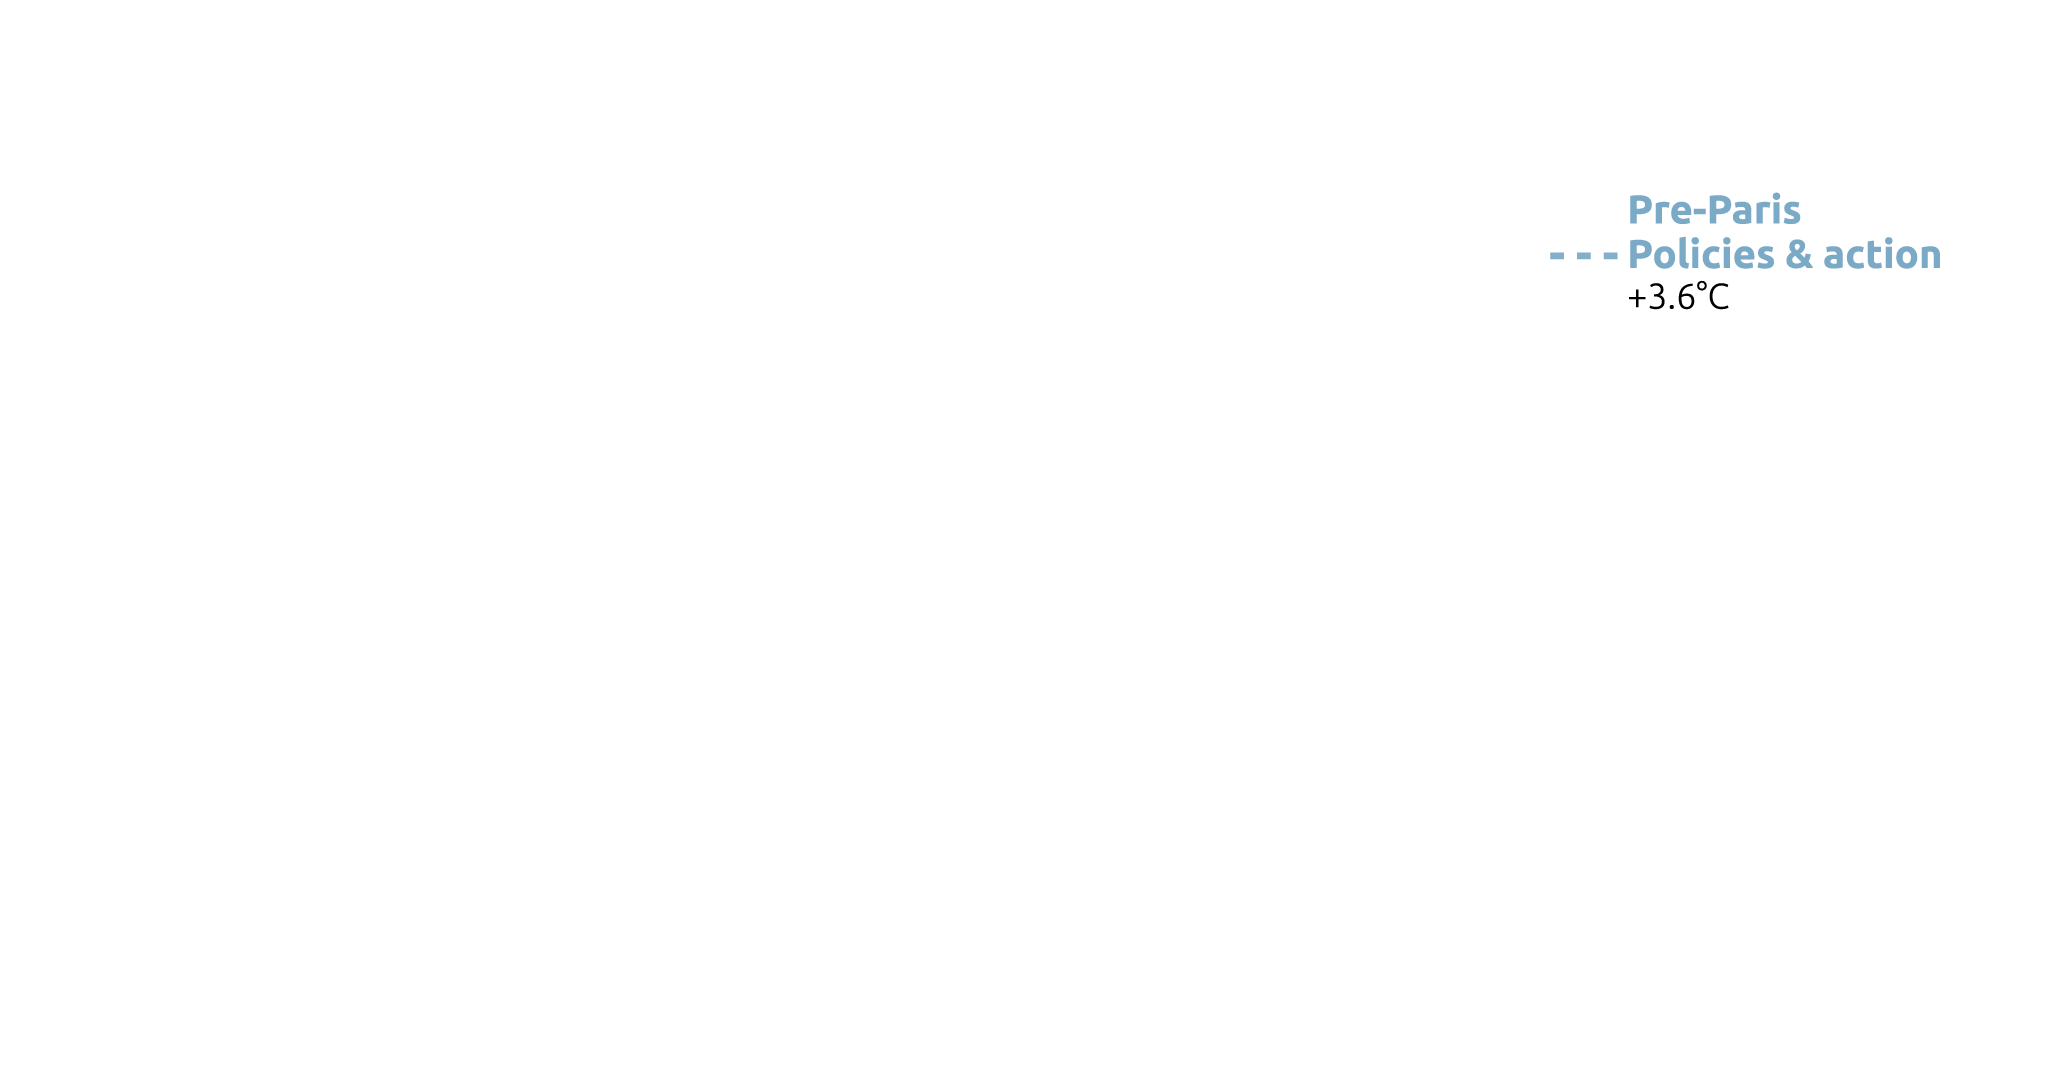 Pre-Paris
Policies & action
+3.6°C